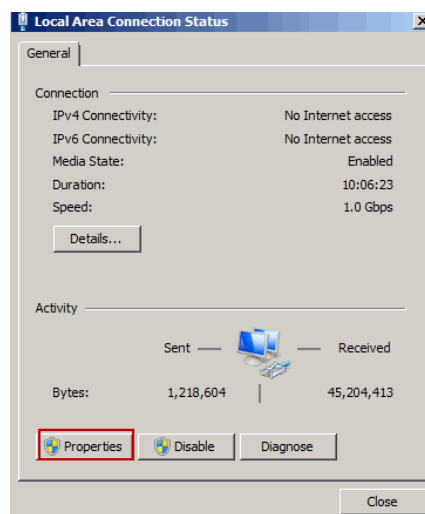 Local Area Connection Status
General
Connection
IPv4 Connectivity: No Internet access
IPv6 Connectivity: No Internet access
Media State: Enabled
Duration: 10:06:23
Speed: 1.0 Gbps
Details...
Activity
Sent Received
Bytes: 1,218,604 45,204,413
Properties Disable Diagnose
Close